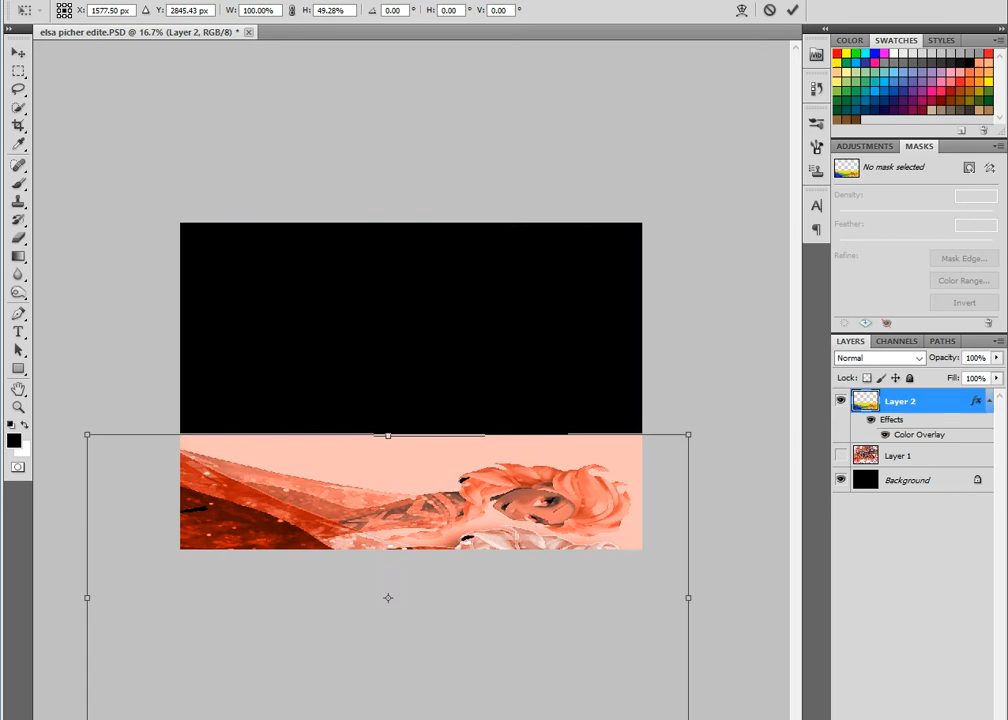 X: 1577.50 px Y: 2845.43 px W: 100.00% H: 49.28% 0.00 ° H: 0.00 ° V: 0.00 °
elsa picher edite.PSD @ 16.7% (Layer 2, RGB/8) *
COLOR SWATCHES STYLES
ADJUSTMENTS MASKS
No mask selected
Density:
Feather:
Refine: Mask Edge...
Color Range...
Invert
LAYERS CHANNELS PATHS
Normal Opacity: 100%
Lock: Fill: 100%
Layer 2 fx
Effects
Color Overlay
Layer 1
Background